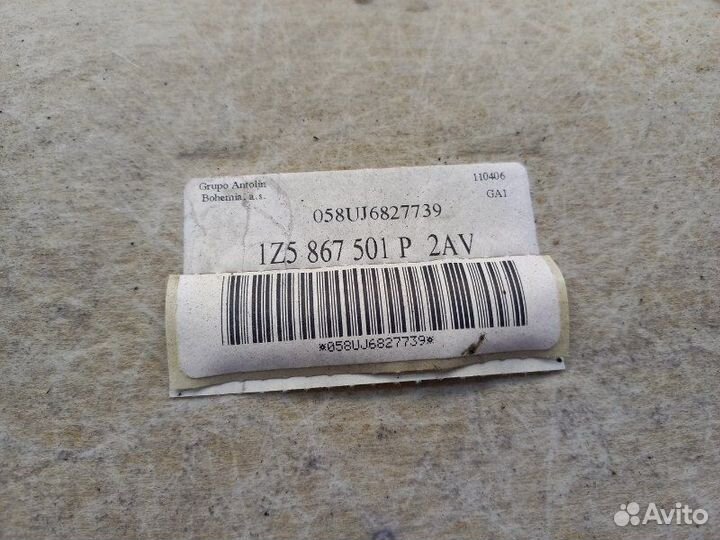 Grupo Antolin
Bohemia, a.s.
110406
GA1
058UJ6827739
1Z5 867 501 P 2AV
*058UJ6827739*
Avito